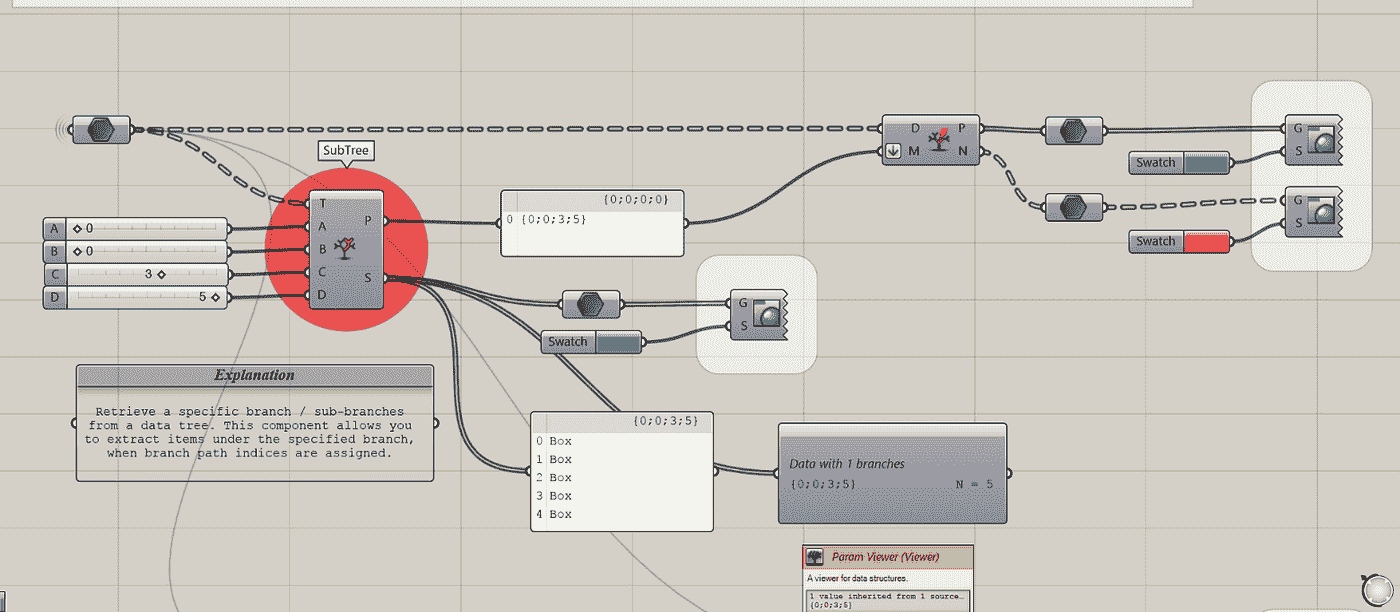 SubTree
T
A
B
C
D
P
S
A 0
B 0
C 3
D 5
{0;0;0;0}
0 {0;0;3;5}
D P
M N
G
S
Swatch
G
S
Swatch
G
S
Swatch
Explanation
Retrieve a specific branch / sub-branches
from a data tree. This component allows you
to extract items under the specified branch,
when branch path indices are assigned.
{0;0;3;5}
0 Box
1 Box
2 Box
3 Box
4 Box
Data with 1 branches
{0;0;3;5} N = 5
Param Viewer (Viewer)
A viewer for data structures.
1 value inherited from 1 source…
{0;0;3;5}